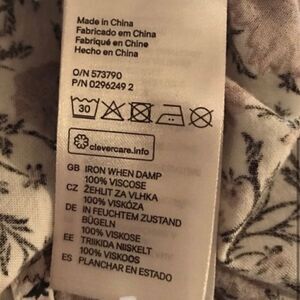 Made in China
Fabricado em China
Fabriqué en Chine
Hecho en China
O/N 573790
P/N 0296249 2
30
clevercare.info
GB IRON WHEN DAMP
100% VISCOSE
CZ ŽEHLIT ZA VLHKA
100% VISKÓZA
DE IN FEUCHTEM ZUSTAND
BÜGELN
100% VISKOSE
EE TRIIKIDA NIISKELT
100% VISKOOS
ES PLANCHAR EN ESTADO